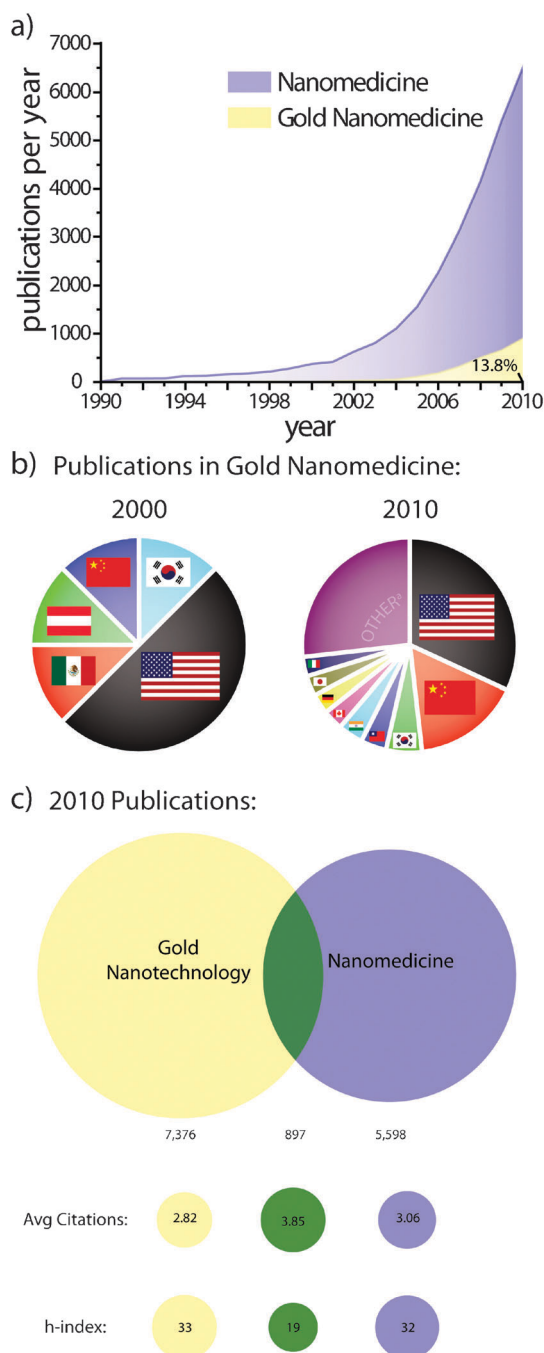 a)
7000
6000
5000
4000
3000
2000
1000
0
publications per year
Nanomedicine
Gold Nanomedicine
13.8%
1990 1994 1998 2002 2006 2010
year
b) Publications in Gold Nanomedicine:
2000 2010
OTHERª
c) 2010 Publications:
Gold
Nanotechnology
Nanomedicine
7,376 897 5,598
Avg Citations: 2.82 3.85 3.06
h-index: 33 19 32